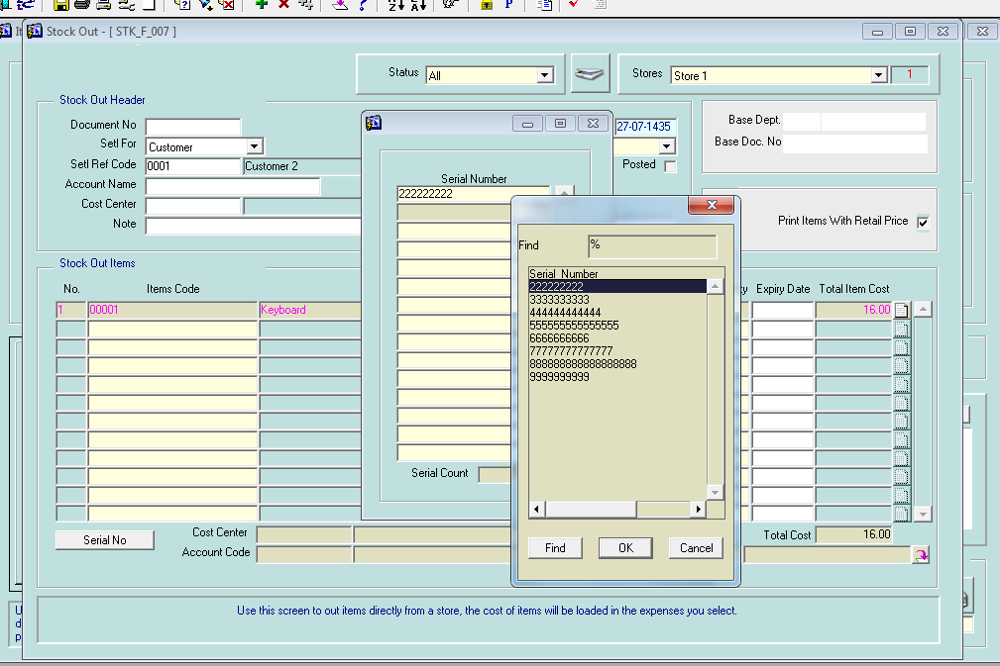 It
Stock Out - [ STK_F_007 ]
Status
All
Stores
Store 1
1
Stock Out Header
Document No
27-07-1435
Base Dept.
Setl For
Customer
Base Doc. No
Setl Ref Code
0001
Customer 2
Posted
Account Name
Cost Center
Note
Print Items With Retail Price
Serial Number
222222222
Serial Count
Find
%
Serial Number
222222222
3333333333
444444444444
555555555555555
6666666666
77777777777777
888888888888888888
9999999999
Find
OK
Cancel
Stock Out Items
No.
Items Code
Expiry Date
Total Item Cost
1
00001
Keyboard
16.00
Serial No
Cost Center
Account Code
Total Cost
16.00
Use this screen to out items directly from a store, the cost of items will be loaded in the expenses you select.